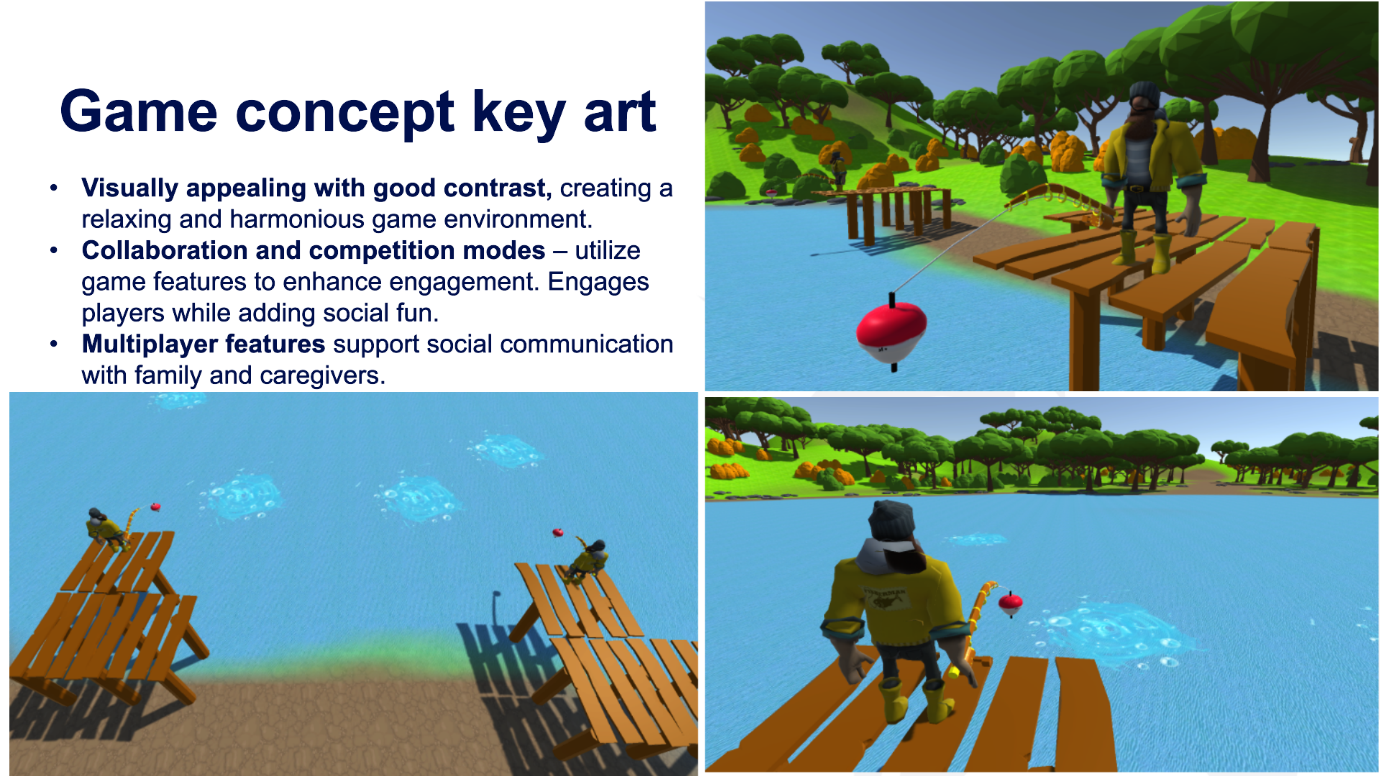 Game concept key art
• Visually appealing with good contrast, creating a
relaxing and harmonious game environment.
• Collaboration and competition modes – utilize
game features to enhance engagement. Engages
players while adding social fun.
• Multiplayer features support social communication
with family and caregivers.